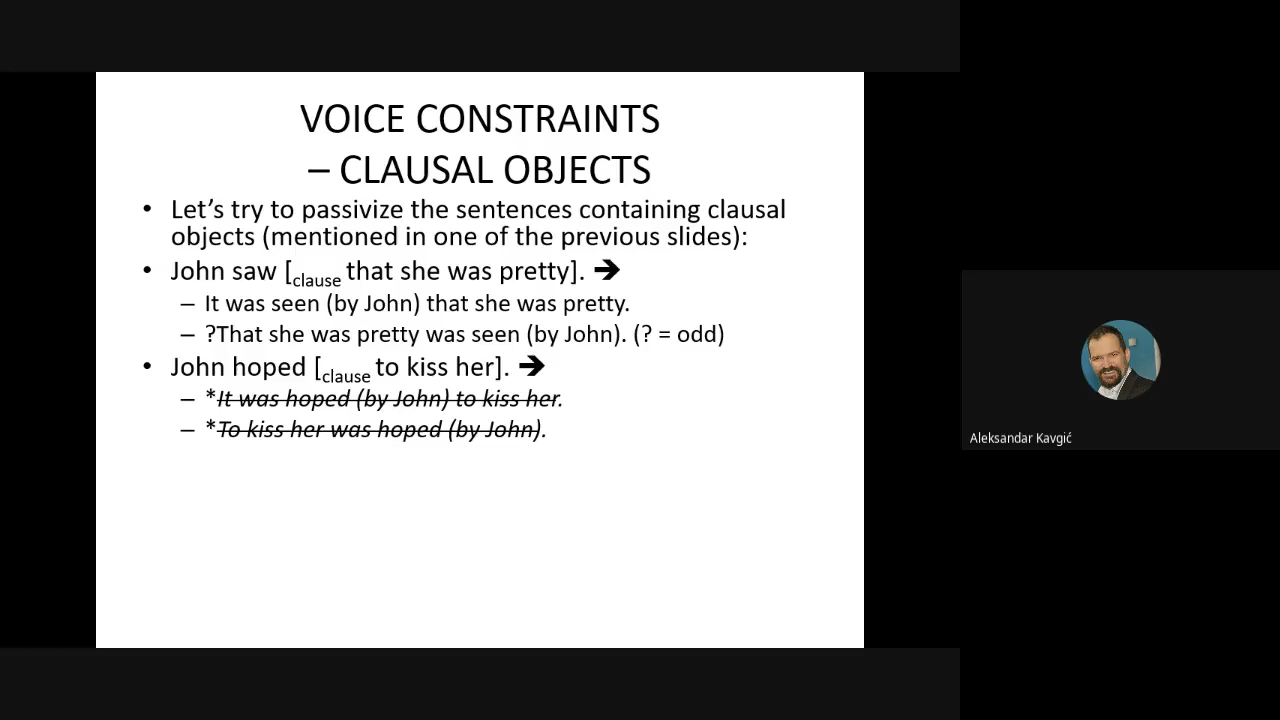 VOICE CONSTRAINTS
– CLAUSAL OBJECTS
• Let's try to passivize the sentences containing clausal
objects (mentioned in one of the previous slides):
• John saw [clause that she was pretty]. ➔
– It was seen (by John) that she was pretty.
– ?That she was pretty was seen (by John). (? = odd)
• John hoped [clause to kiss her]. ➔
– *It was hoped (by John) to kiss her.
– *To kiss her was hoped (by John).
Aleksandar Kavgić